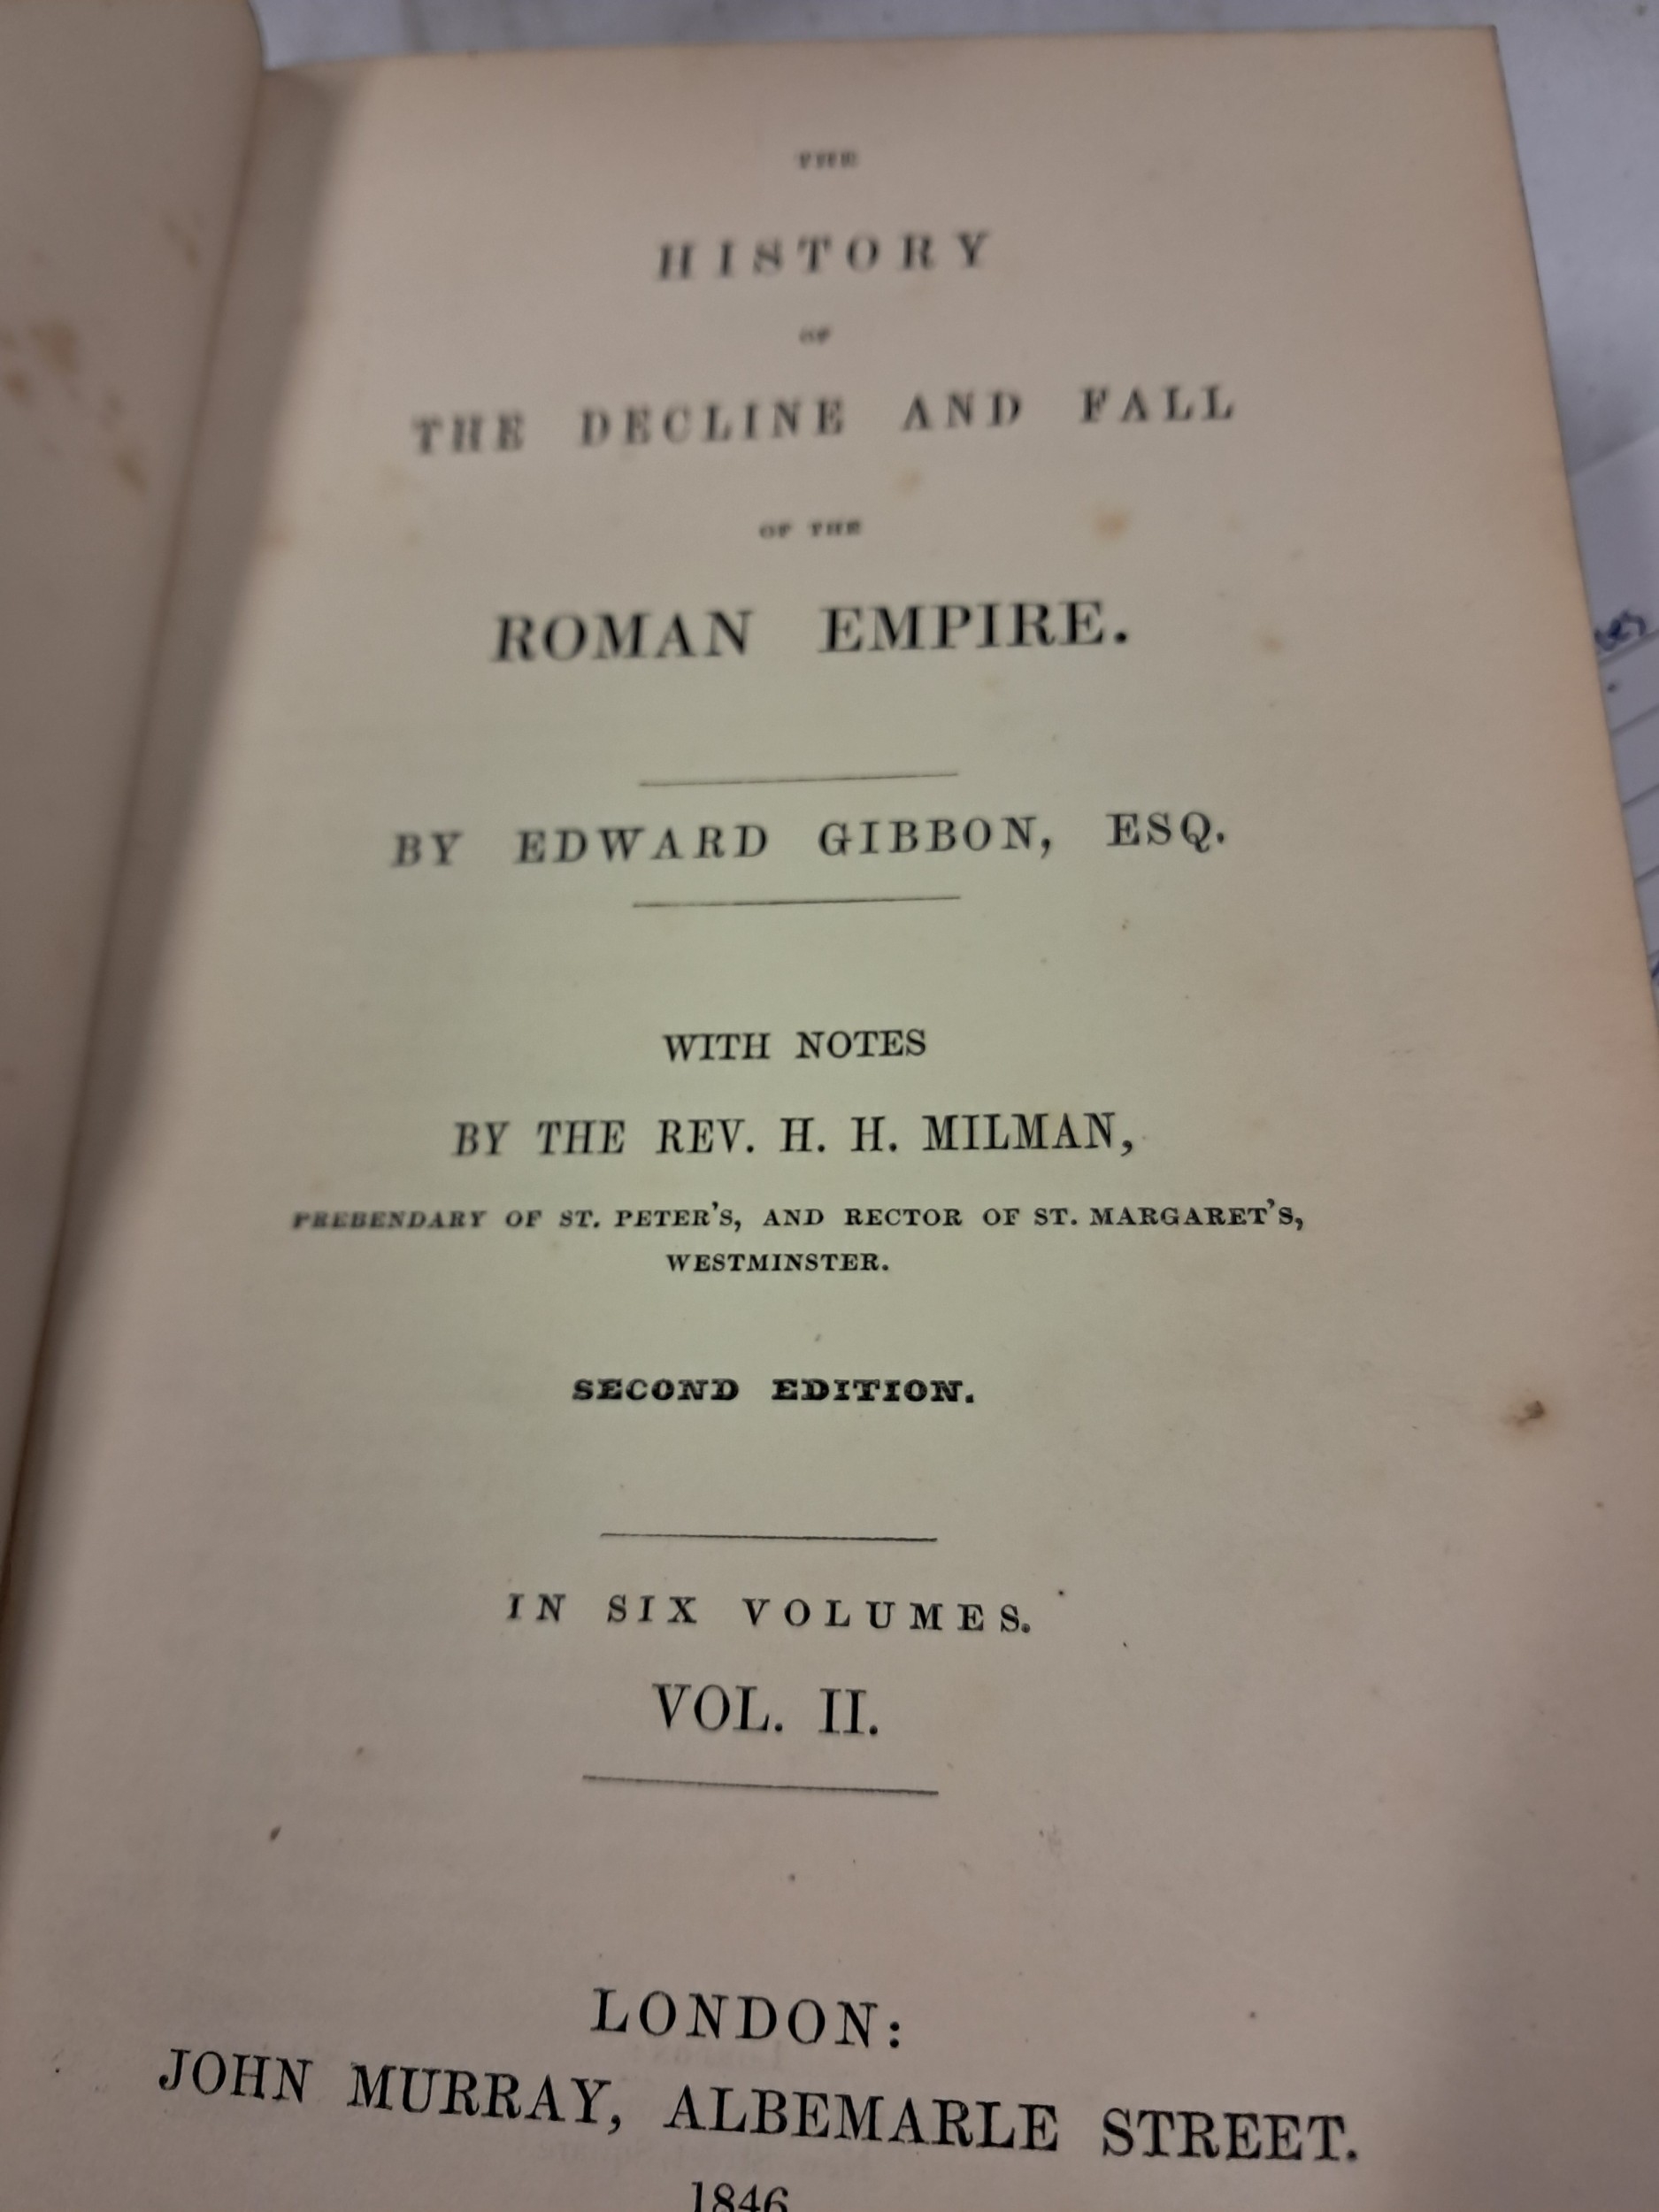 THE
HISTORY
OF
THE DECLINE AND FALL
OF THE
ROMAN EMPIRE.
BY EDWARD GIBBON, ESQ.
WITH NOTES
BY THE REV. H. H. MILMAN,
PREBENDARY OF ST. PETER'S, AND RECTOR OF ST. MARGARET'S,
WESTMINSTER.
SECOND EDITION.
IN SIX VOLUMES.
VOL. II.
LONDON:
JOHN MURRAY, ALBEMARLE STREET.
1846